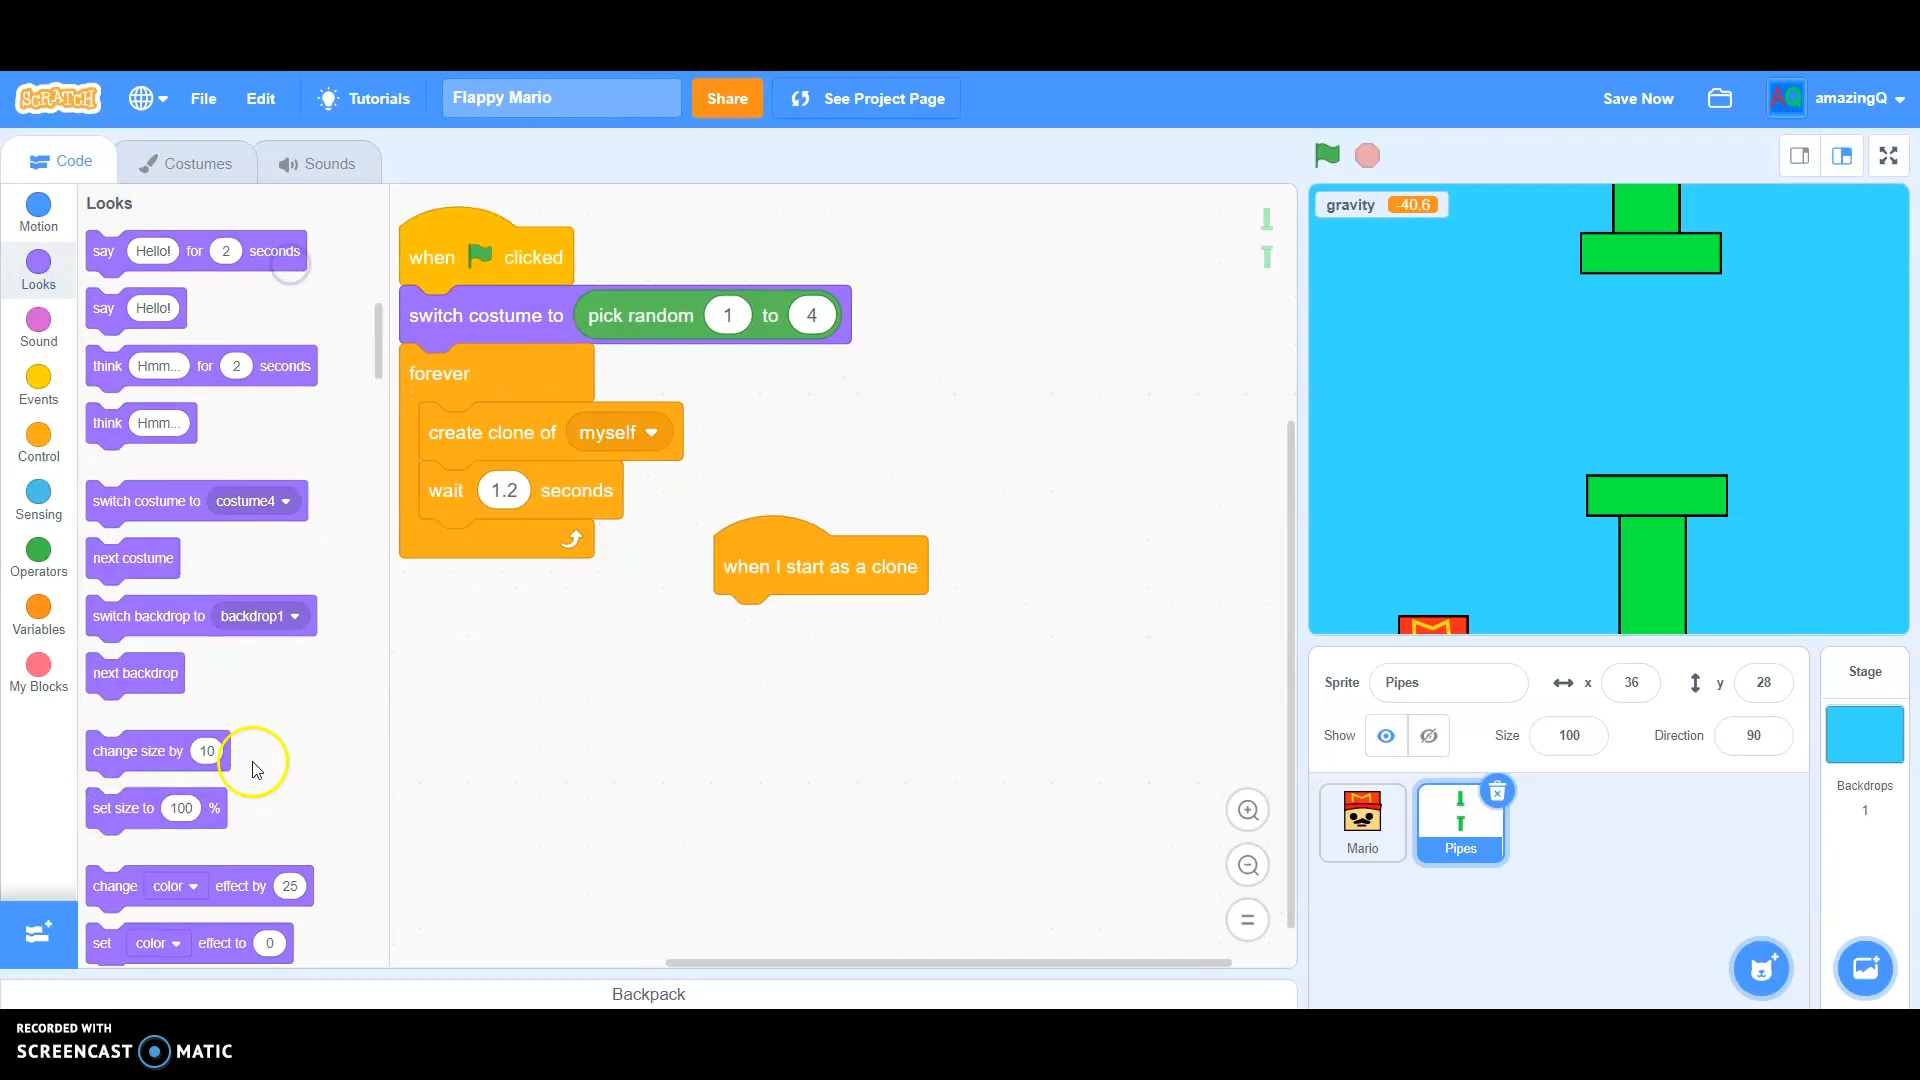 SCRATCH
File
Edit
Tutorials
Flappy Mario
Share
See Project Page
Save Now
AQ
amazingQ
Code
Costumes
Sounds
Motion
Looks
Sound
Events
Control
Sensing
Operators
Variables
My Blocks
Looks
say Hello! for 2 seconds
say Hello!
think Hmm... for 2 seconds
think Hmm...
switch costume to costume4
next costume
switch backdrop to backdrop1
next backdrop
change size by 10
set size to 100 %
change color effect by 25
set color effect to 0
when clicked
switch costume to pick random 1 to 4
forever
create clone of myself
wait 1.2 seconds
when I start as a clone
gravity -40.6
Sprite Pipes x 36 y 28
Show Size 100 Direction 90
Mario
Pipes
Stage
Backdrops
1
Backpack
RECORDED WITH
SCREENCAST MATIC